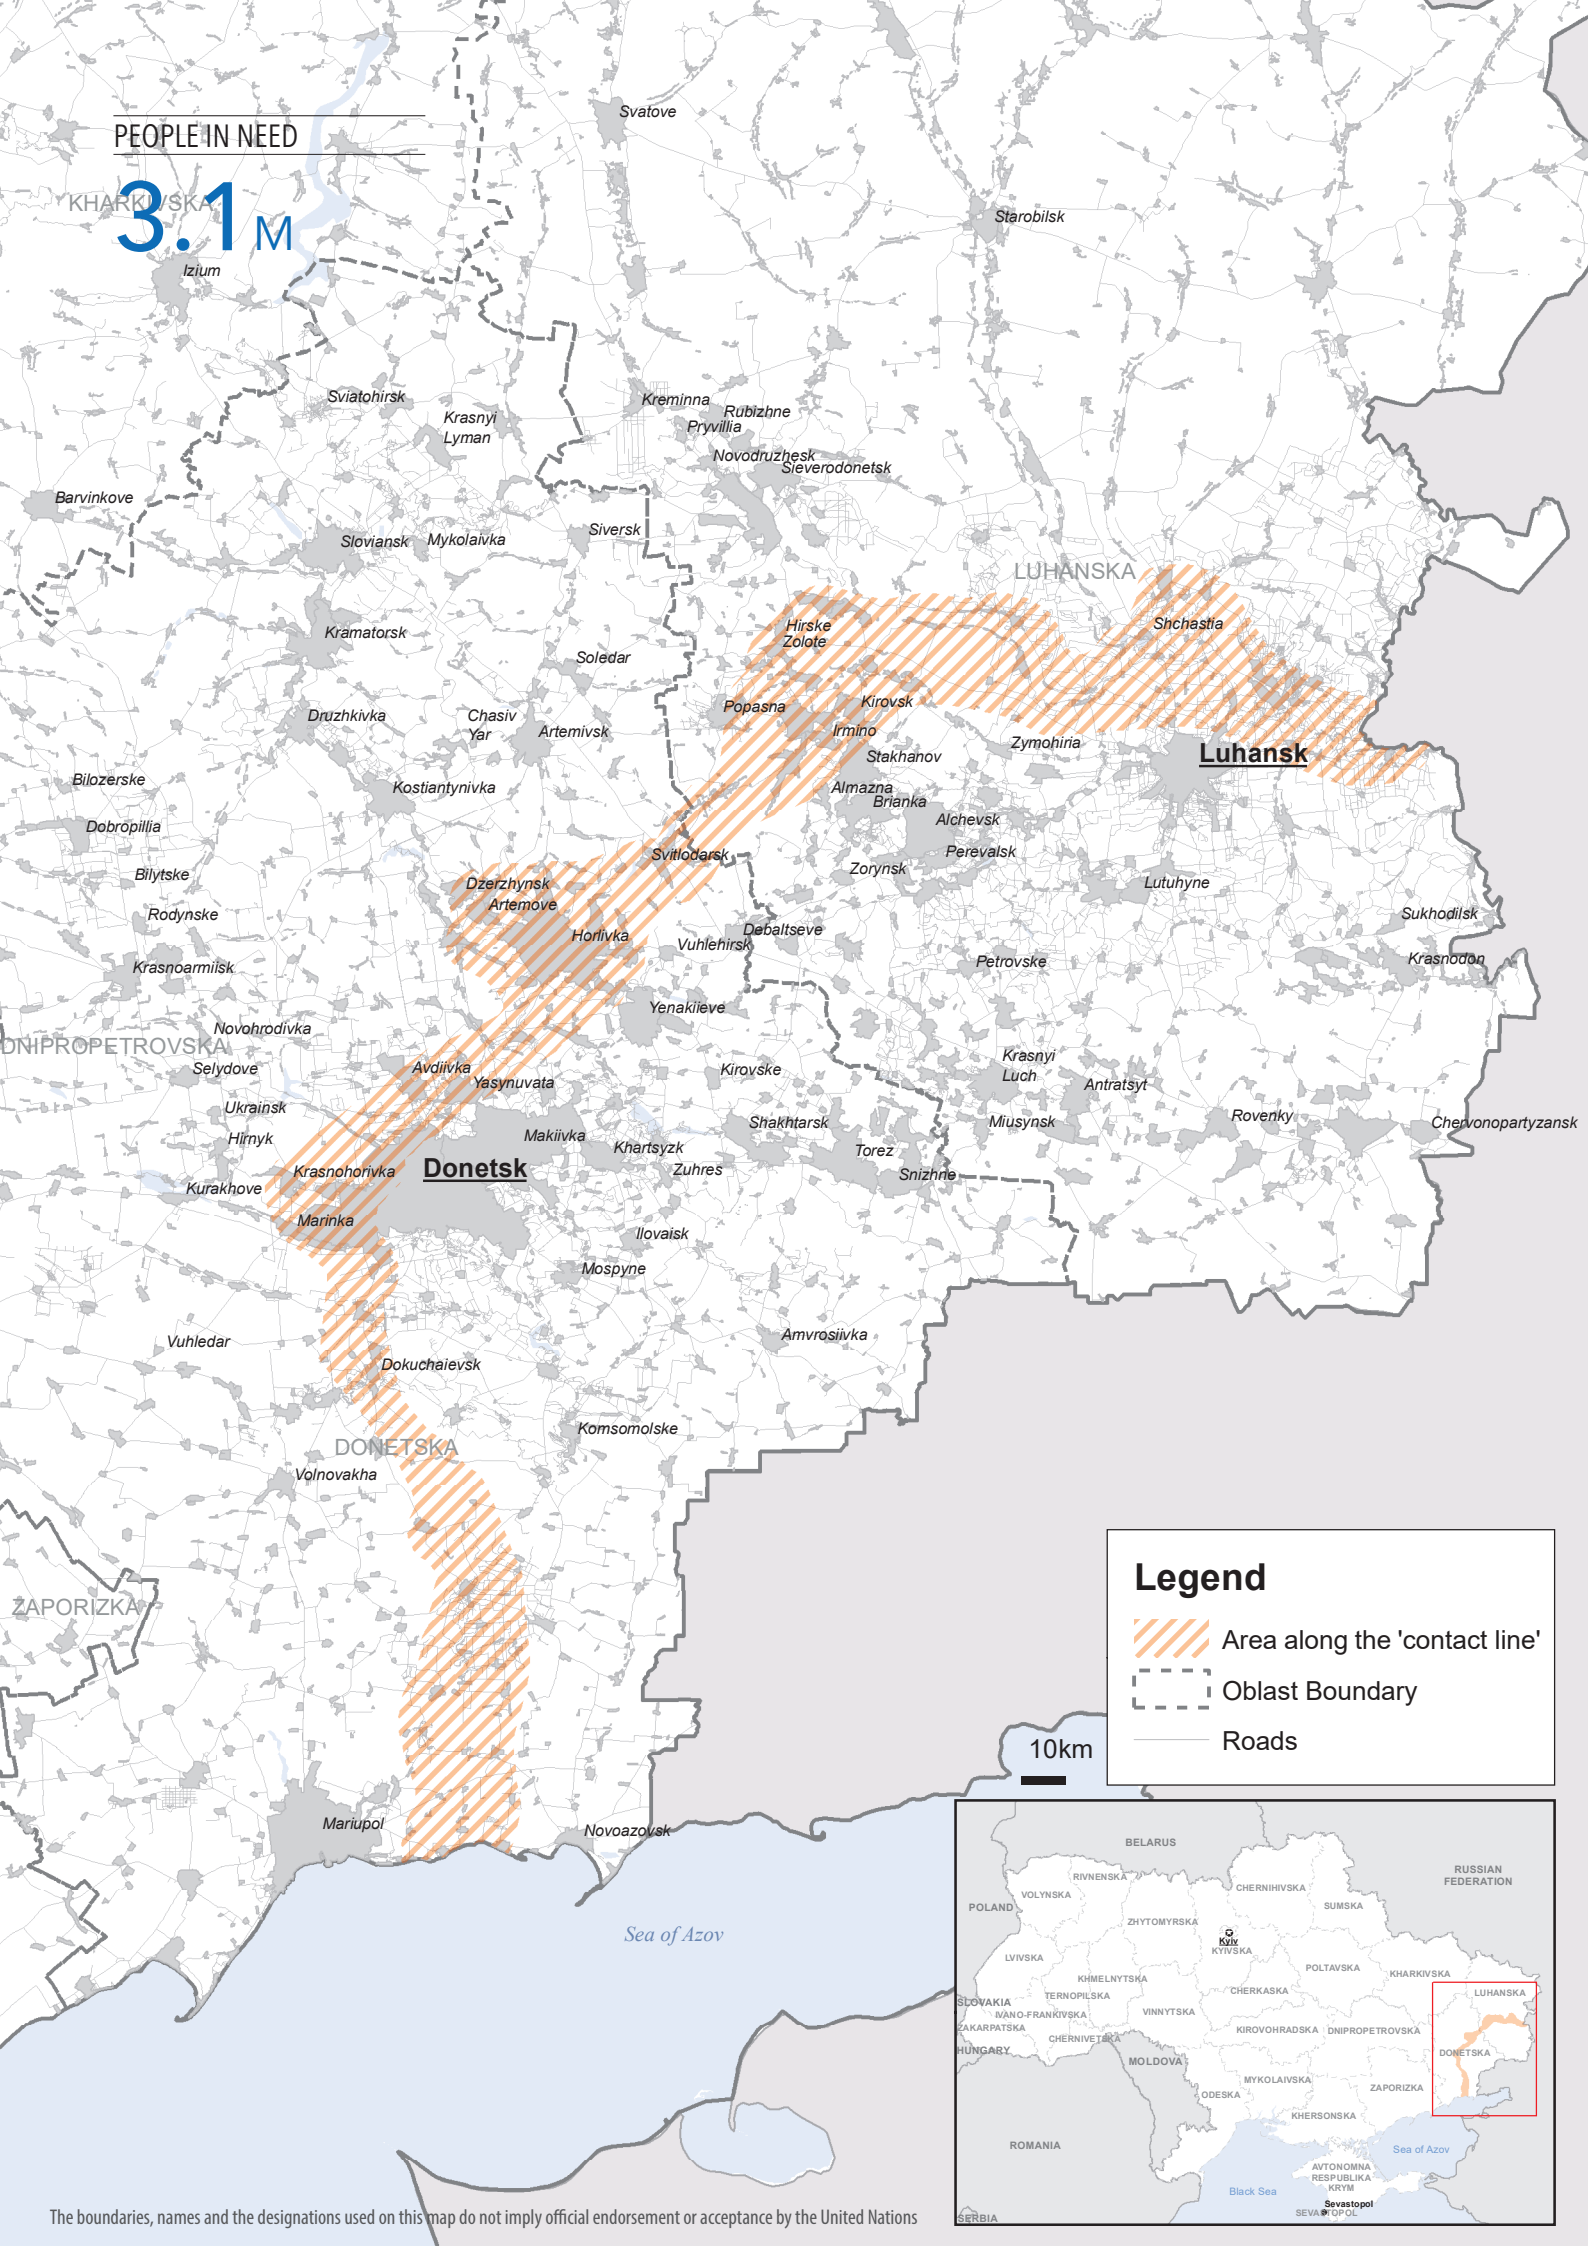 PEOPLE IN NEED
3.1 M
KHARKIVSKA
Svatove
Starobilsk
Izium
Sviatohirsk
Krasnyi
Lyman
Kreminna
Rubizhne
Pryvillia
Novodruzhesk
Sieverodonetsk
Barvinkove
Sloviansk
Mykolaivka
Siversk
LUHANSKA
Shchastia
Hirske
Zolote
Kramatorsk
Soledar
Popasna
Kirovsk
Druzhkivka
Chasiv
Yar
Artemivsk
Irmino
Zymohiria
Luhansk
Stakhanov
Bilozerske
Kostiantynivka
Almazna
Brianka
Dobropillia
Alchevsk
Svitlodarsk
Perevalsk
Zorynsk
Bilytske
Dzerzhynsk
Artemove
Lutuhyne
Rodynske
Horlivka
Vuhlehirsk
Debaltseve
Sukhodilsk
Krasnoarmiisk
Petrovske
Krasnodon
Yenakiieve
Novohrodivka
DNIPROPETROVSKA
Selydove
Avdiivka
Yasynuvata
Kirovske
Krasnyi
Luch
Antratsyt
Ukrainsk
Hirnyk
Makiivka
Khartsyzk
Shakhtarsk
Miusynsk
Rovenky
Chervonopartyzansk
Torez
Krasnohorivka
Donetsk
Zuhres
Snizhne
Kurakhove
Marinka
Ilovaisk
Mospyne
Vuhledar
Amvrosiivka
Dokuchaievsk
Komsomolske
DONETSKA
Volnovakha
ZAPORIZKA
Mariupol
Novoazovsk
Sea of Azov
Legend
Area along the 'contact line'
Oblast Boundary
Roads
10km
BELARUS
RUSSIAN
FEDERATION
POLAND
VOLYNSKA
RIVNENSKA
CHERNIHIVSKA
SUMSKA
ZHYTOMYRSKA
Kyiv
KYIVSKA
LVIVSKA
POLTAVSKA
KHARKIVSKA
KHMELNYTSKA
TERNOPILSKA
CHERKASKA
LUHANSKA
SLOVAKIA
IVANO-FRANKIVSKA
VINNYTSKA
ZAKARPATSKA
CHERNIVETSKA
KIROVOHRADSKA
DNIPROPETROVSKA
HUNGARY
DONETSKA
MOLDOVA
MYKOLAIVSKA
ODESKA
ZAPORIZKA
KHERSONSKA
ROMANIA
Sea of Azov
AVTONOMNA
RESPUBLIKA
KRYM
Black Sea
Sevastopol
SEVASTOPOL
SERBIA
The boundaries, names and the designations used on this map do not imply official endorsement or acceptance by the United Nations